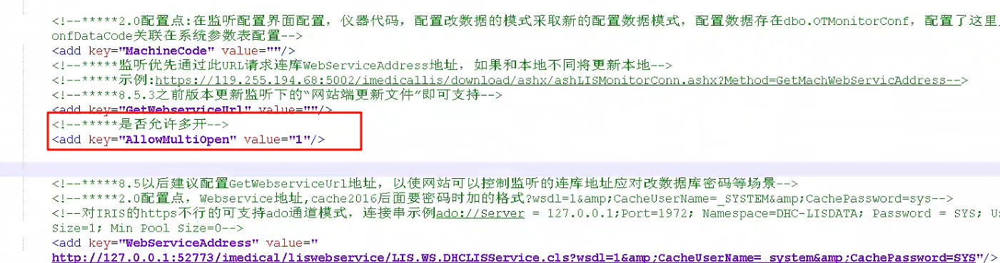 <!--*****2.0配置点:在监听配置界面配置，仪器代码，配置改数据的模式采取新的配置数据模式，配置数据存在dbo.OTMonitorConf，配置了这里
onfDataCode关联在系统参数表配置-->
<add key="MachineCode" value=""/>
<!--*****监听优先通过此URL请求连库WebServiceAddress地址，如果和本地不同将更新本地-->
<!--*****示例:https://119.255.194.68:5002/imedicallis/download/ashx/ashLISMonitorConn.ashx?Method=GetMachWebServicAddress-->
<!--*****8.5.3之前版本更新监听下的“网站端更新文件”即可支持-->
<add key="GetWebserviceUrl" value=""/>
<!--*****是否允许多开-->
<add key="AllowMultiOpen" value="1"/>
<!--*****8.5以后建议配置GetWebserviceUrl地址，以使网站可以控制监听的连库地址应对改数据库密码等场景-->
<!--*****2.0配置点，Webservice地址,cache2016后面要密码时加的格式?wsdl=1&amp;CacheUserName=_SYSTEM&amp;CachePassword=sys-->
<!--对IRIS的https不行的可支持ado通道模式，连接串示例ado://Server = 127.0.0.1;Port=1972; Namespace=DHC-LISDATA; Password = SYS; U
Size=1; Min Pool Size=0-->
<add key="WebServiceAddress" value="
http://127.0.0.1:52773/imedical/liswebservice/LIS.WS.DHCLISService.cls?wsdl=1&amp;CacheUserName=_system&amp;CachePassword=SYS"/>